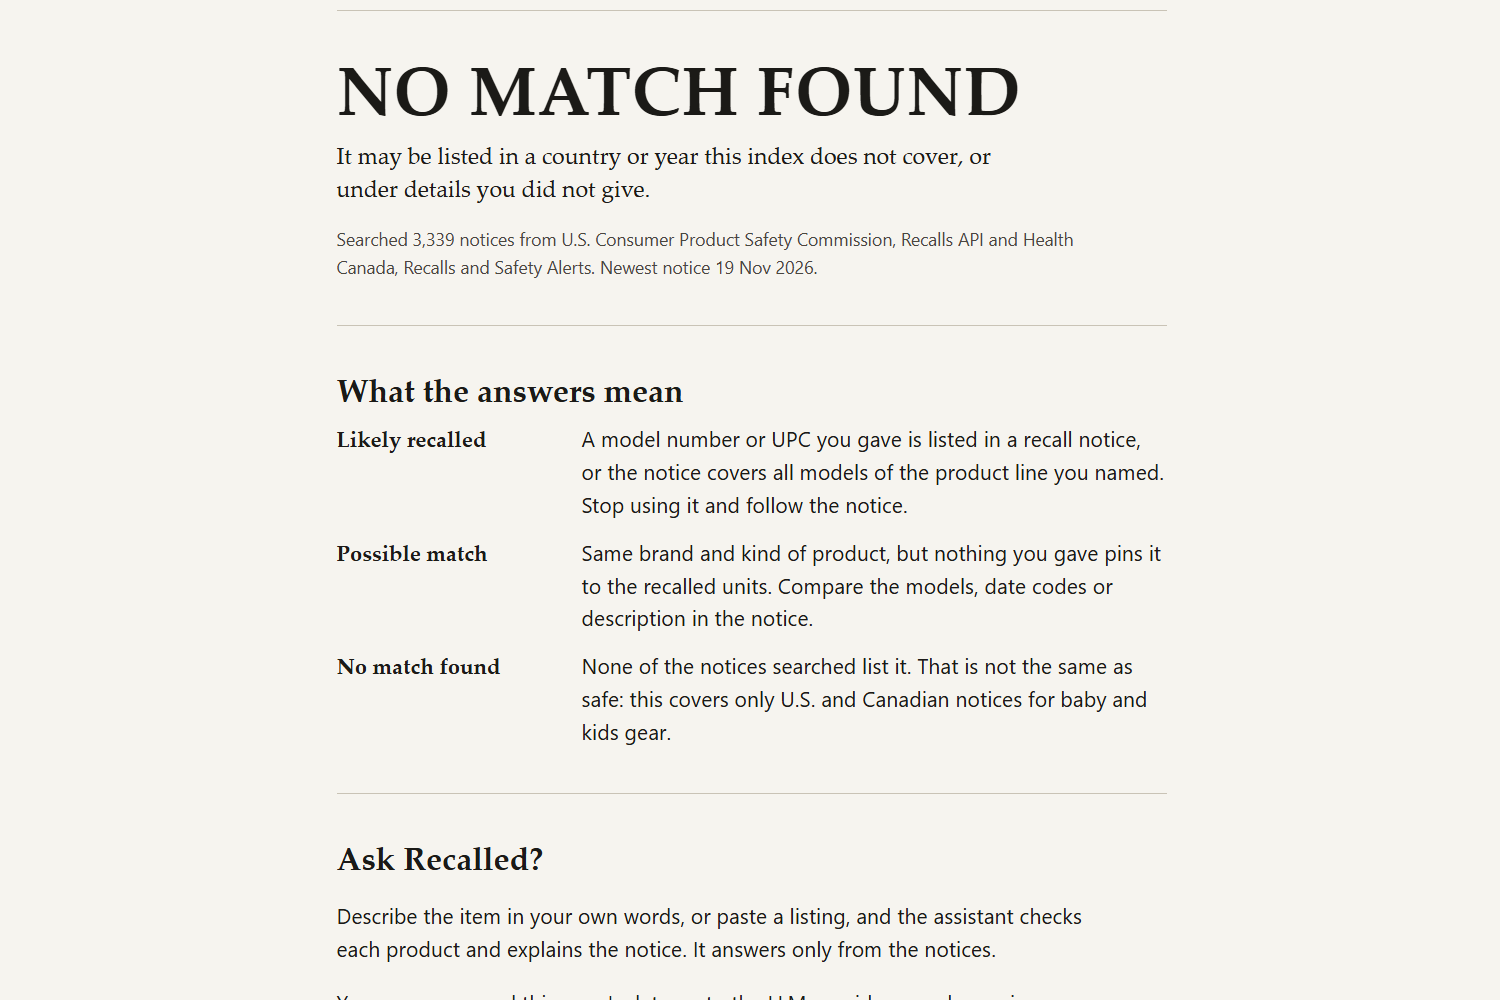 NO MATCH FOUND
It may be listed in a country or year this index does not cover, or
under details you did not give.
Searched 3,339 notices from U.S. Consumer Product Safety Commission, Recalls API and Health
Canada, Recalls and Safety Alerts. Newest notice 19 Nov 2026.
What the answers mean
Likely recalled
A model number or UPC you gave is listed in a recall notice,
or the notice covers all models of the product line you named.
Stop using it and follow the notice.
Possible match
Same brand and kind of product, but nothing you gave pins it
to the recalled units. Compare the models, date codes or
description in the notice.
No match found
None of the notices searched list it. That is not the same as
safe: this covers only U.S. and Canadian notices for baby and
kids gear.
Ask Recalled?
Describe the item in your own words, or paste a listing, and the assistant checks
each product and explains the notice. It answers only from the notices.